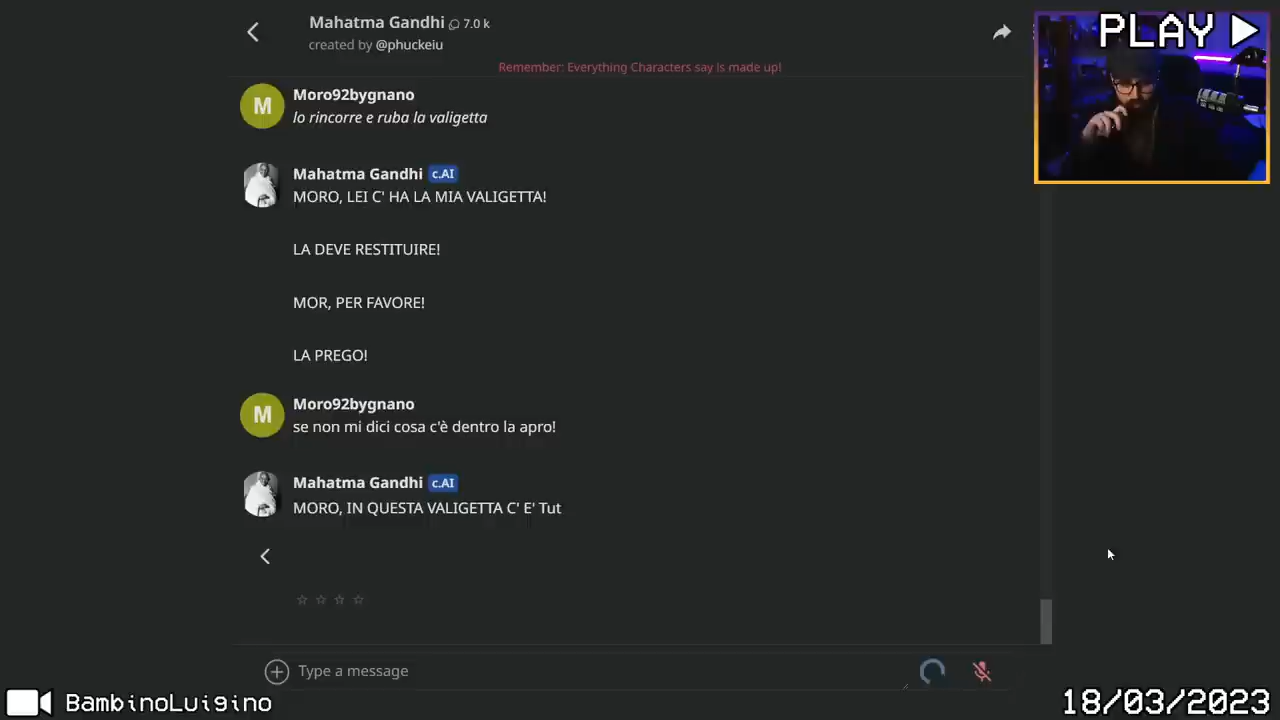 Mahatma Gandhi 7.0 k
created by @phuckeiu
PLAY
Remember: Everything Characters say is made up!
M
Moro92bygnano
lo rincorre e ruba la valigetta
Mahatma Gandhi c.AI
MORO, LEI C' HA LA MIA VALIGETTA!
LA DEVE RESTITUIRE!
MOR, PER FAVORE!
LA PREGO!
M
Moro92bygnano
se non mi dici cosa c'è dentro la apro!
Mahatma Gandhi c.AI
MORO, IN QUESTA VALIGETTA C' E' Tut
Type a message
BambinoLui9ino
18/03/2023